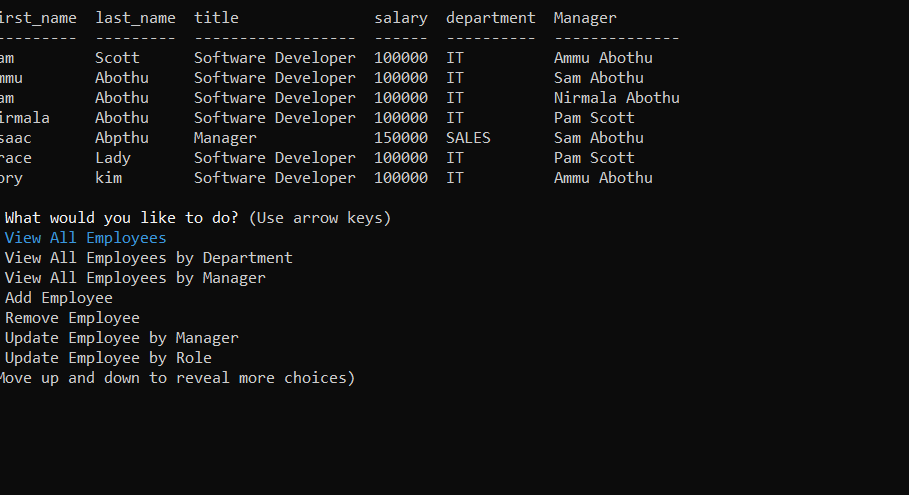 irst_name  last_name  title               salary  department  Manager
---------  ---------  ------------------  ------  ----------  --------------
am         Scott      Software Developer  100000  IT          Ammu Abothu
mmu        Abothu     Software Developer  100000  IT          Sam Abothu
am         Abothu     Software Developer  100000  IT          Nirmala Abothu
irmala     Abothu     Software Developer  100000  IT          Pam Scott
saac       Abpthu     Manager             150000  SALES       Sam Abothu
race       Lady       Software Developer  100000  IT          Pam Scott
ory        kim        Software Developer  100000  IT          Ammu Abothu
What would you like to do? (Use arrow keys)
View All Employees
View All Employees by Department
View All Employees by Manager
Add Employee
Remove Employee
Update Employee by Manager
Update Employee by Role
Move up and down to reveal more choices)